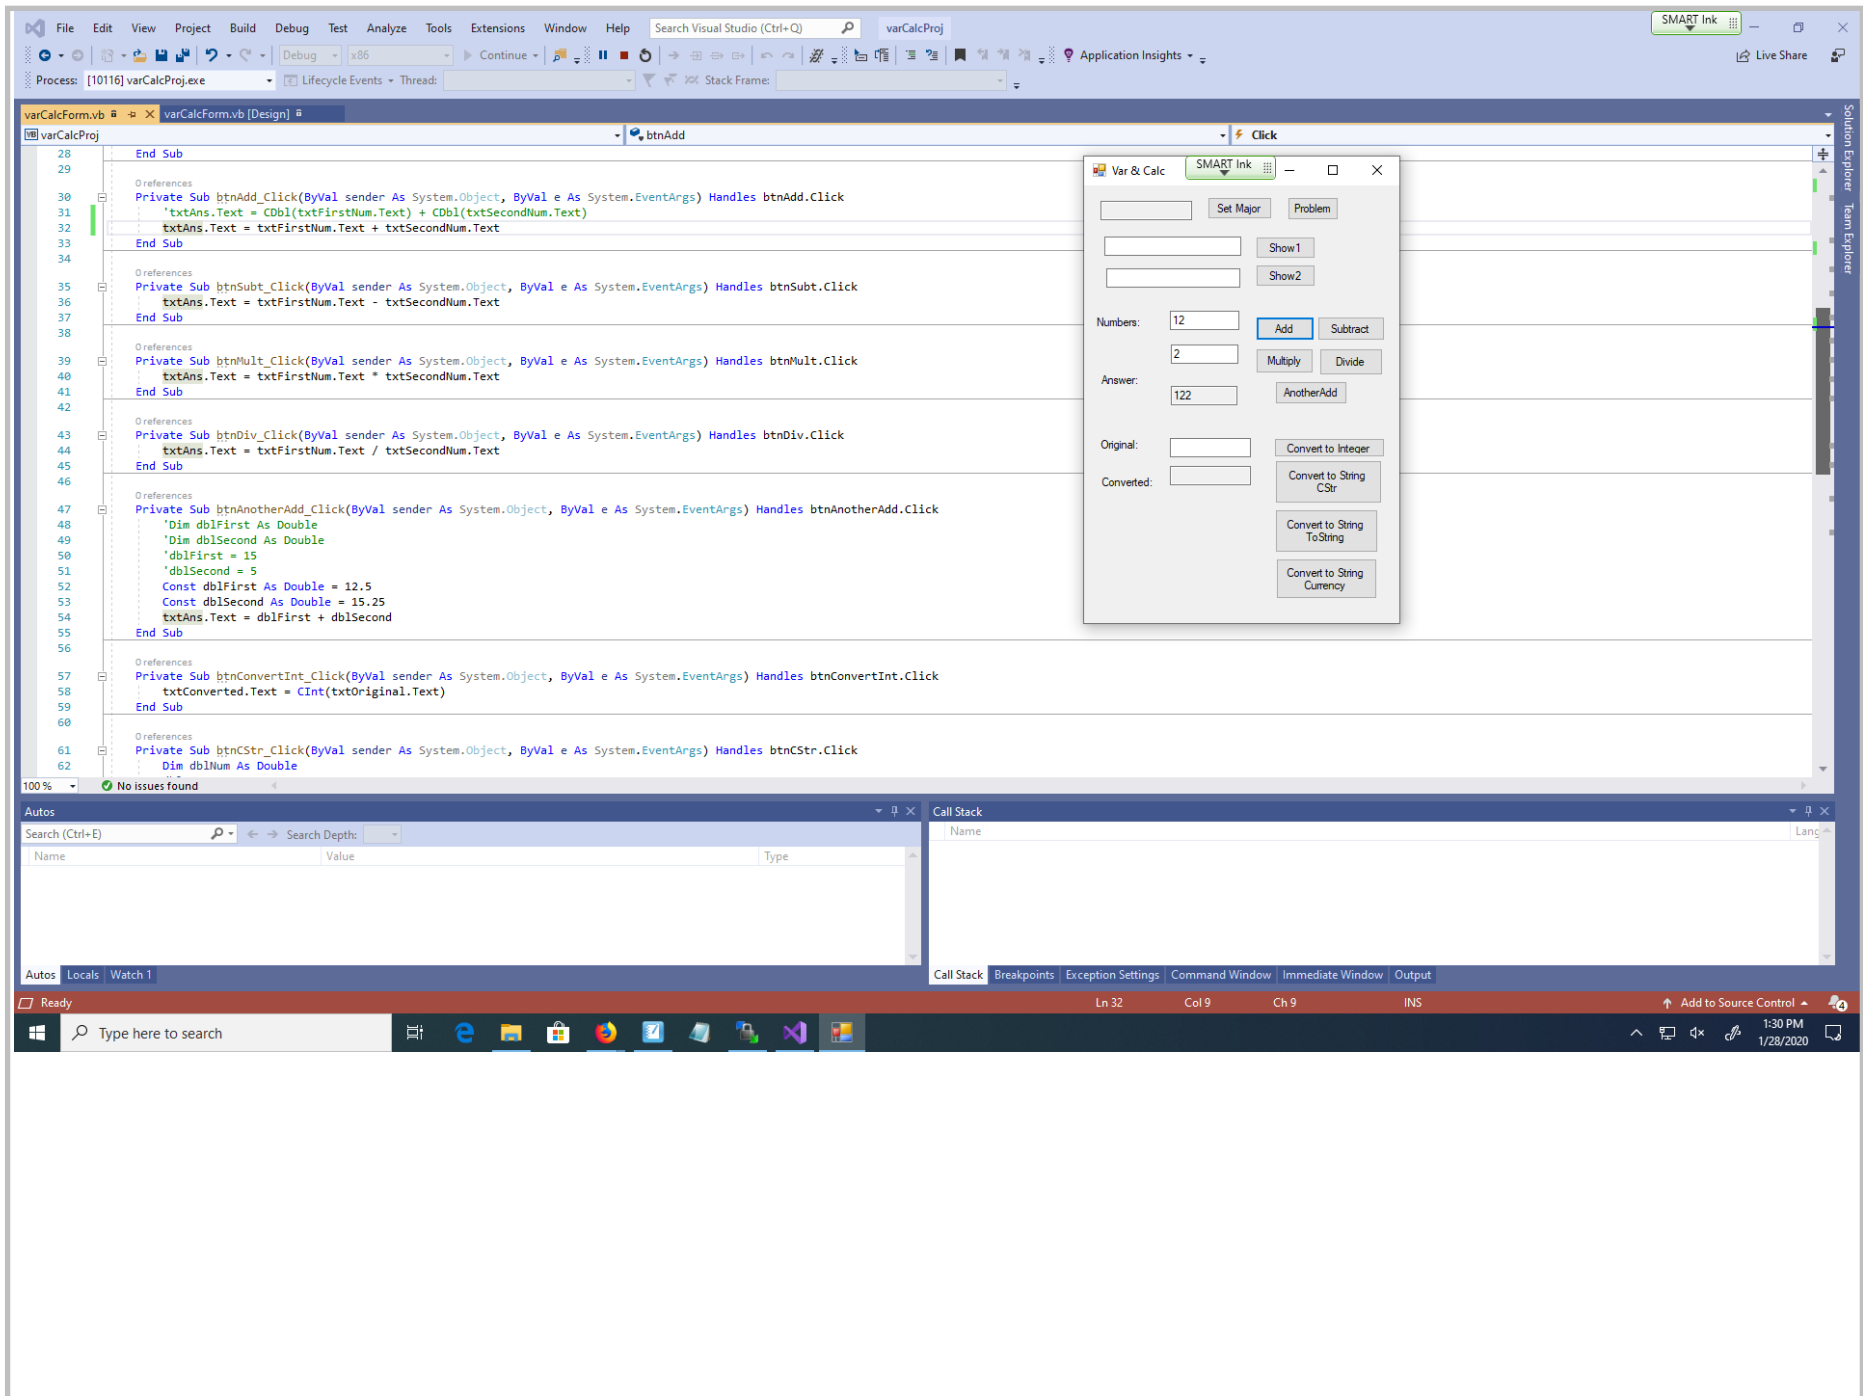 File Edit View Project Build Debug Test Analyze Tools Extensions Window Help Search Visual Studio (Ctrl+Q) varCalcProj SMART Ink
Debug x86 Continue Application Insights Live Share
Process: [10116] varCalcProj.exe Lifecycle Events Thread: Stack Frame:
varCalcForm.vb varCalcForm.vb [Design]
VB varCalcProj btnAdd Click
28 End Sub
29
0 references
30 Private Sub btnAdd_Click(ByVal sender As System.Object, ByVal e As System.EventArgs) Handles btnAdd.Click
31 'txtAns.Text = CDbl(txtFirstNum.Text) + CDbl(txtSecondNum.Text)
32 txtAns.Text = txtFirstNum.Text + txtSecondNum.Text
33 End Sub
34
0 references
35 Private Sub btnSubt_Click(ByVal sender As System.Object, ByVal e As System.EventArgs) Handles btnSubt.Click
36 txtAns.Text = txtFirstNum.Text - txtSecondNum.Text
37 End Sub
38
0 references
39 Private Sub btnMult_Click(ByVal sender As System.Object, ByVal e As System.EventArgs) Handles btnMult.Click
40 txtAns.Text = txtFirstNum.Text * txtSecondNum.Text
41 End Sub
42
0 references
43 Private Sub btnDiv_Click(ByVal sender As System.Object, ByVal e As System.EventArgs) Handles btnDiv.Click
44 txtAns.Text = txtFirstNum.Text / txtSecondNum.Text
45 End Sub
46
0 references
47 Private Sub btnAnotherAdd_Click(ByVal sender As System.Object, ByVal e As System.EventArgs) Handles btnAnotherAdd.Click
48 'Dim dblFirst As Double
49 'Dim dblSecond As Double
50 'dblFirst = 15
51 'dblSecond = 5
52 Const dblFirst As Double = 12.5
53 Const dblSecond As Double = 15.25
54 txtAns.Text = dblFirst + dblSecond
55 End Sub
56
0 references
57 Private Sub btnConvertInt_Click(ByVal sender As System.Object, ByVal e As System.EventArgs) Handles btnConvertInt.Click
58 txtConverted.Text = CInt(txtOriginal.Text)
59 End Sub
60
0 references
61 Private Sub btnCStr_Click(ByVal sender As System.Object, ByVal e As System.EventArgs) Handles btnCStr.Click
62 Dim dblNum As Double
100 % No issues found
Var & Calc SMART Ink
Set Major Problem
Show1
Show2
Numbers: 12 Add Subtract
2 Multiply Divide
Answer: 122 AnotherAdd
Original: Convert to Integer
Converted: Convert to String
CStr
Convert to String
ToString
Convert to String
Currency
Solution Explorer
Team Explorer
Autos
Search (Ctrl+E) Search Depth:
Name Value Type
Autos Locals Watch 1
Call Stack
Name Lang
Call Stack Breakpoints Exception Settings Command Window Immediate Window Output
Ready Ln 32 Col 9 Ch 9 INS Add to Source Control 4
Type here to search 1:30 PM
1/28/2020